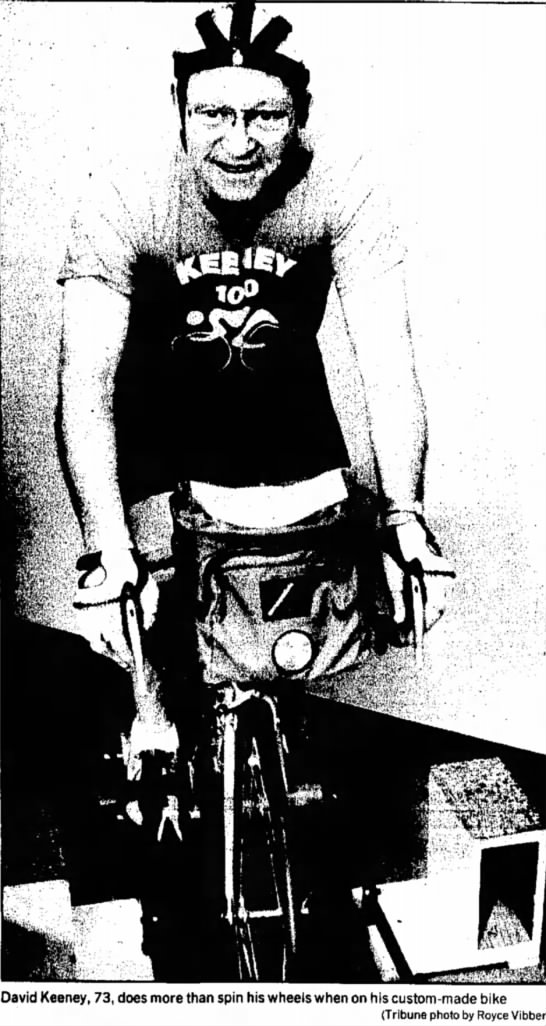 KEENEY
100
David Keeney, 73, does more than spin his wheels when on his custom-made bike
(Tribune photo by Royce Vibber